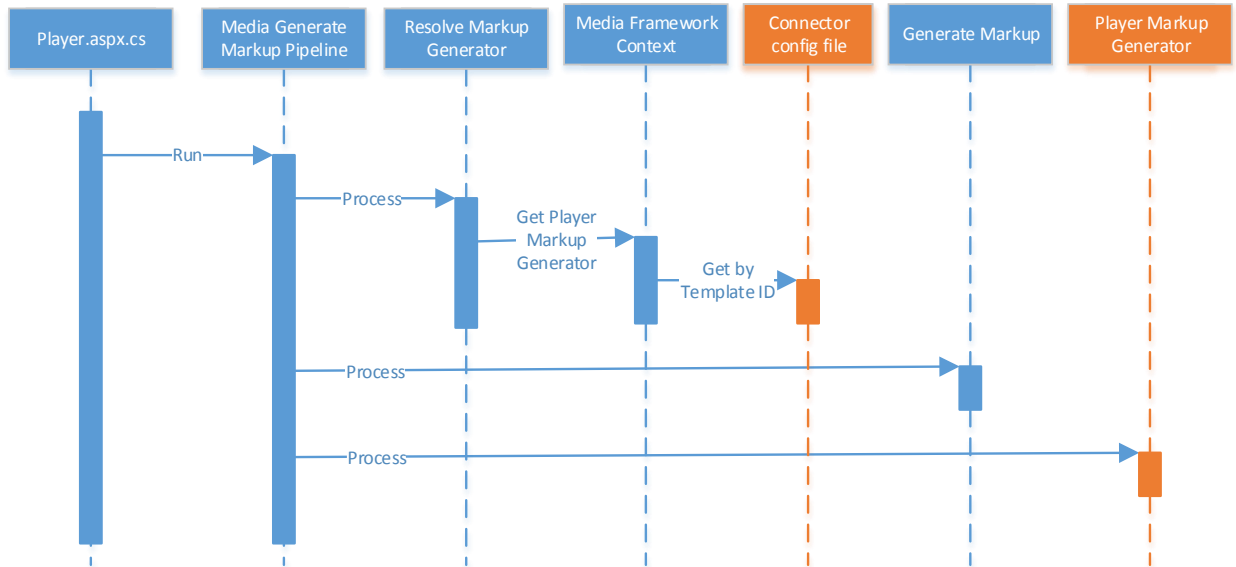 Player.aspx.cs
Media Generate
Markup Pipeline
Resolve Markup
Generator
Media Framework
Context
Connector
config file
Generate Markup
Player Markup
Generator
Run
Process
Get Player
Markup
Generator
Get by
Template ID
Process
Process